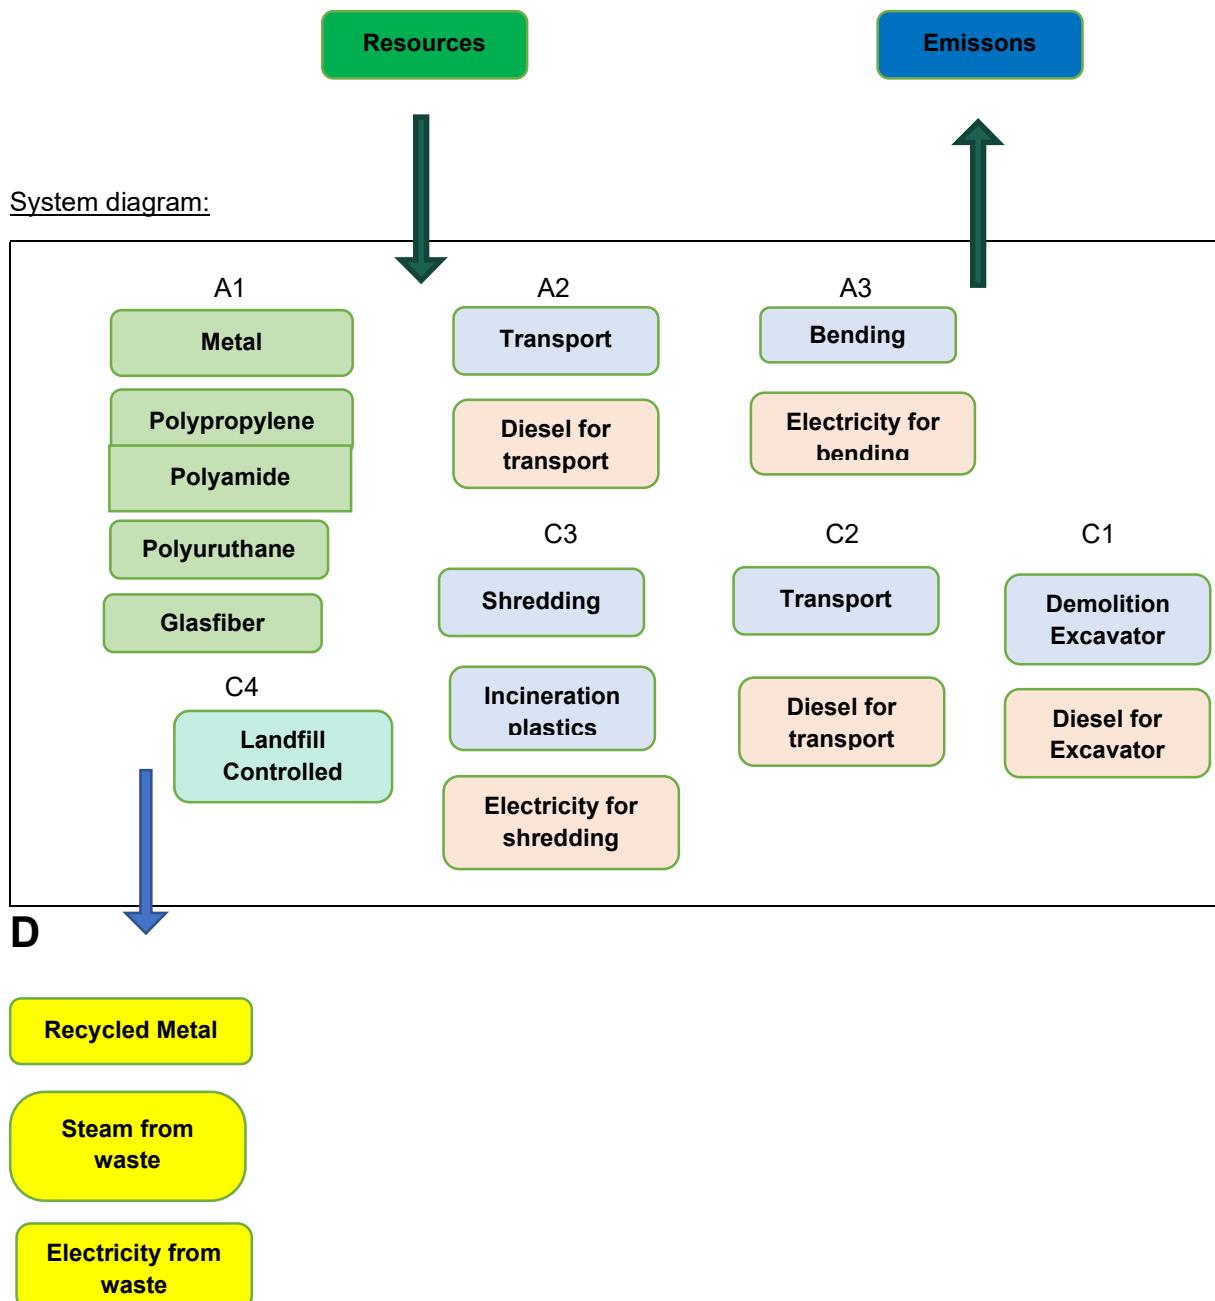 Resources
Emissons
System diagram:
A1
Metal
Polypropylene
Polyamide
Polyuruthane
Glasfiber
A2
Transport
Diesel for
transport
A3
Bending
Electricity for
bending
C3
Shredding
Incineration
plastics
Electricity for
shredding
C2
Transport
Diesel for
transport
C1
Demolition
Excavator
Diesel for
Excavator
C4
Landfill
Controlled
D
Recycled Metal
Steam from
waste
Electricity from
waste